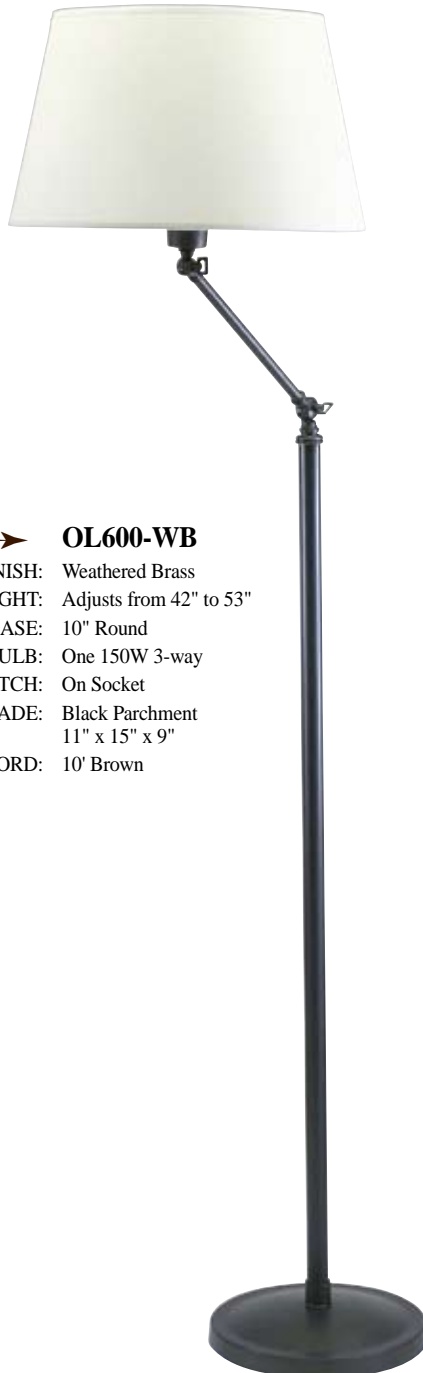 OL600-WB
NISH: Weathered Brass
GHT: Adjusts from 42" to 53"
ASE: 10" Round
ULB: One 150W 3-way
TCH: On Socket
ADE: Black Parchment
11" x 15" x 9"
ORD: 10' Brown